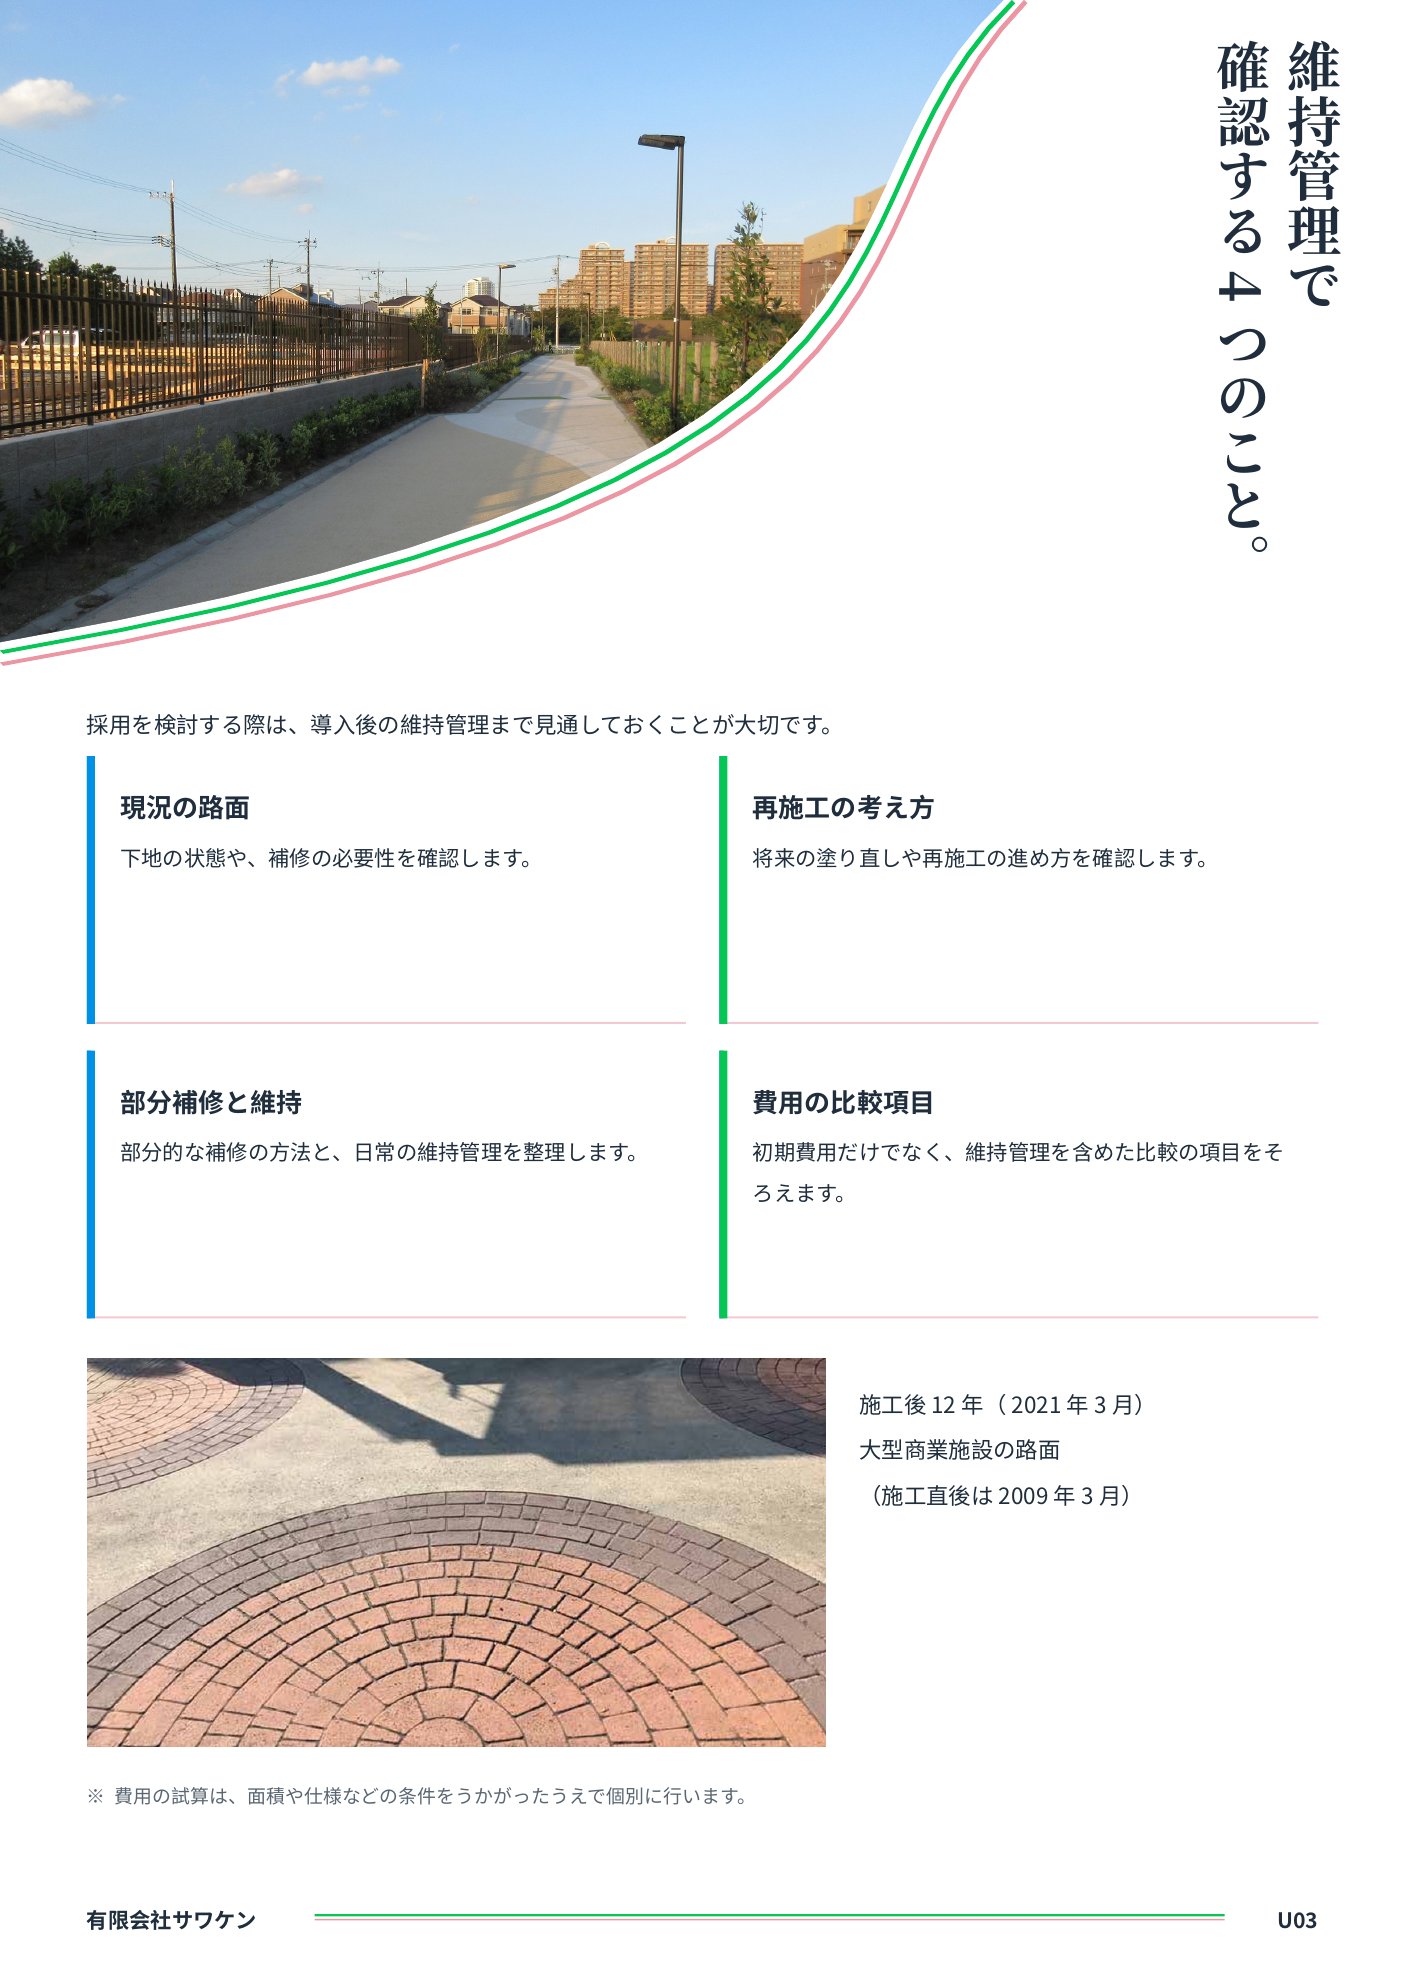 維持管理で
確認する4つのこと。
採用を検討する際は、導入後の維持管理まで見通しておくことが大切です。
現況の路面
下地の状態や、補修の必要性を確認します。
再施工の考え方
将来の塗り直しや再施工の進め方を確認します。
部分補修と維持
部分的な補修の方法と、日常の維持管理を整理します。
費用の比較項目
初期費用だけでなく、維持管理を含めた比較の項目をそ
ろえます。
施工後12年（2021年3月）
大型商業施設の路面
（施工直後は2009年3月）
※ 費用の試算は、面積や仕様などの条件をうかがったうえで個別に行います。
有限会社サワケン
U03